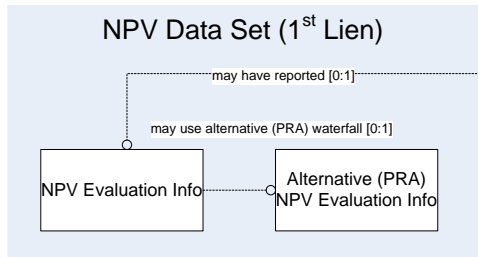 NPV Data Set (1st Lien)
may have reported [0:1]
may use alternative (PRA) waterfall [0:1]
NPV Evaluation Info
Alternative (PRA)
NPV Evaluation Info